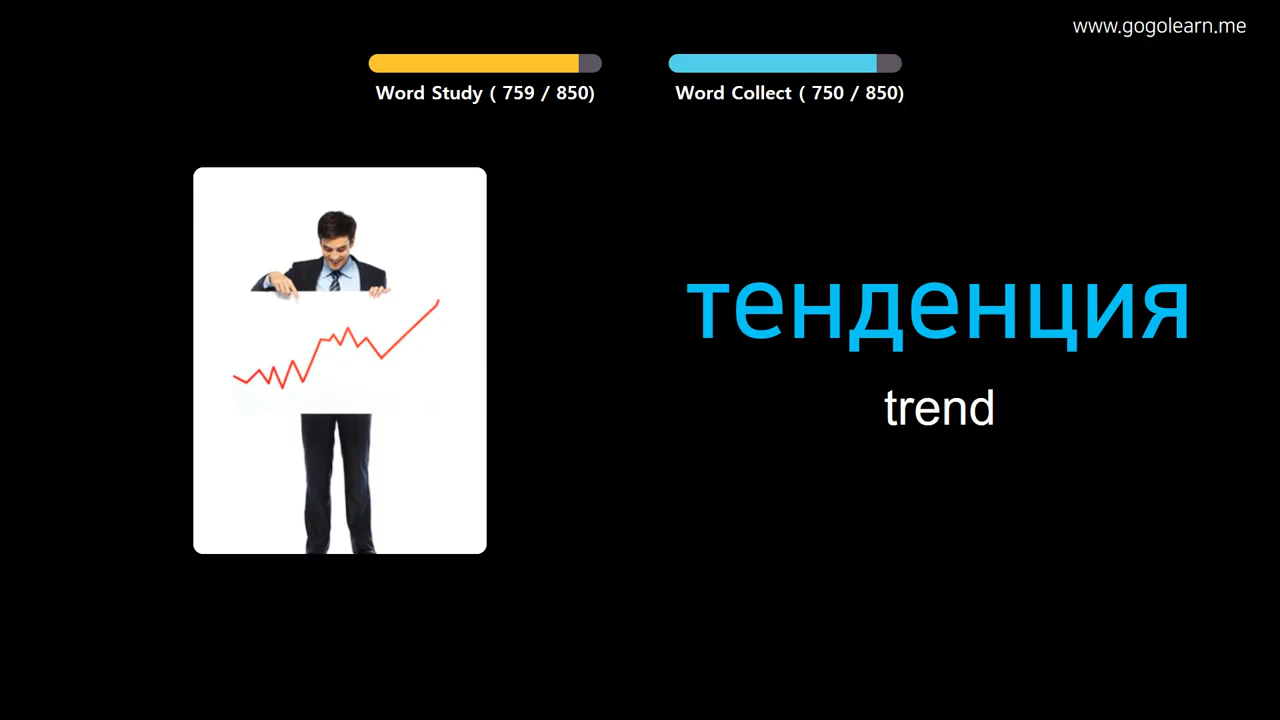 www.gogolearn.me
Word Study ( 759 / 850)
Word Collect ( 750 / 850)
тенденция
trend